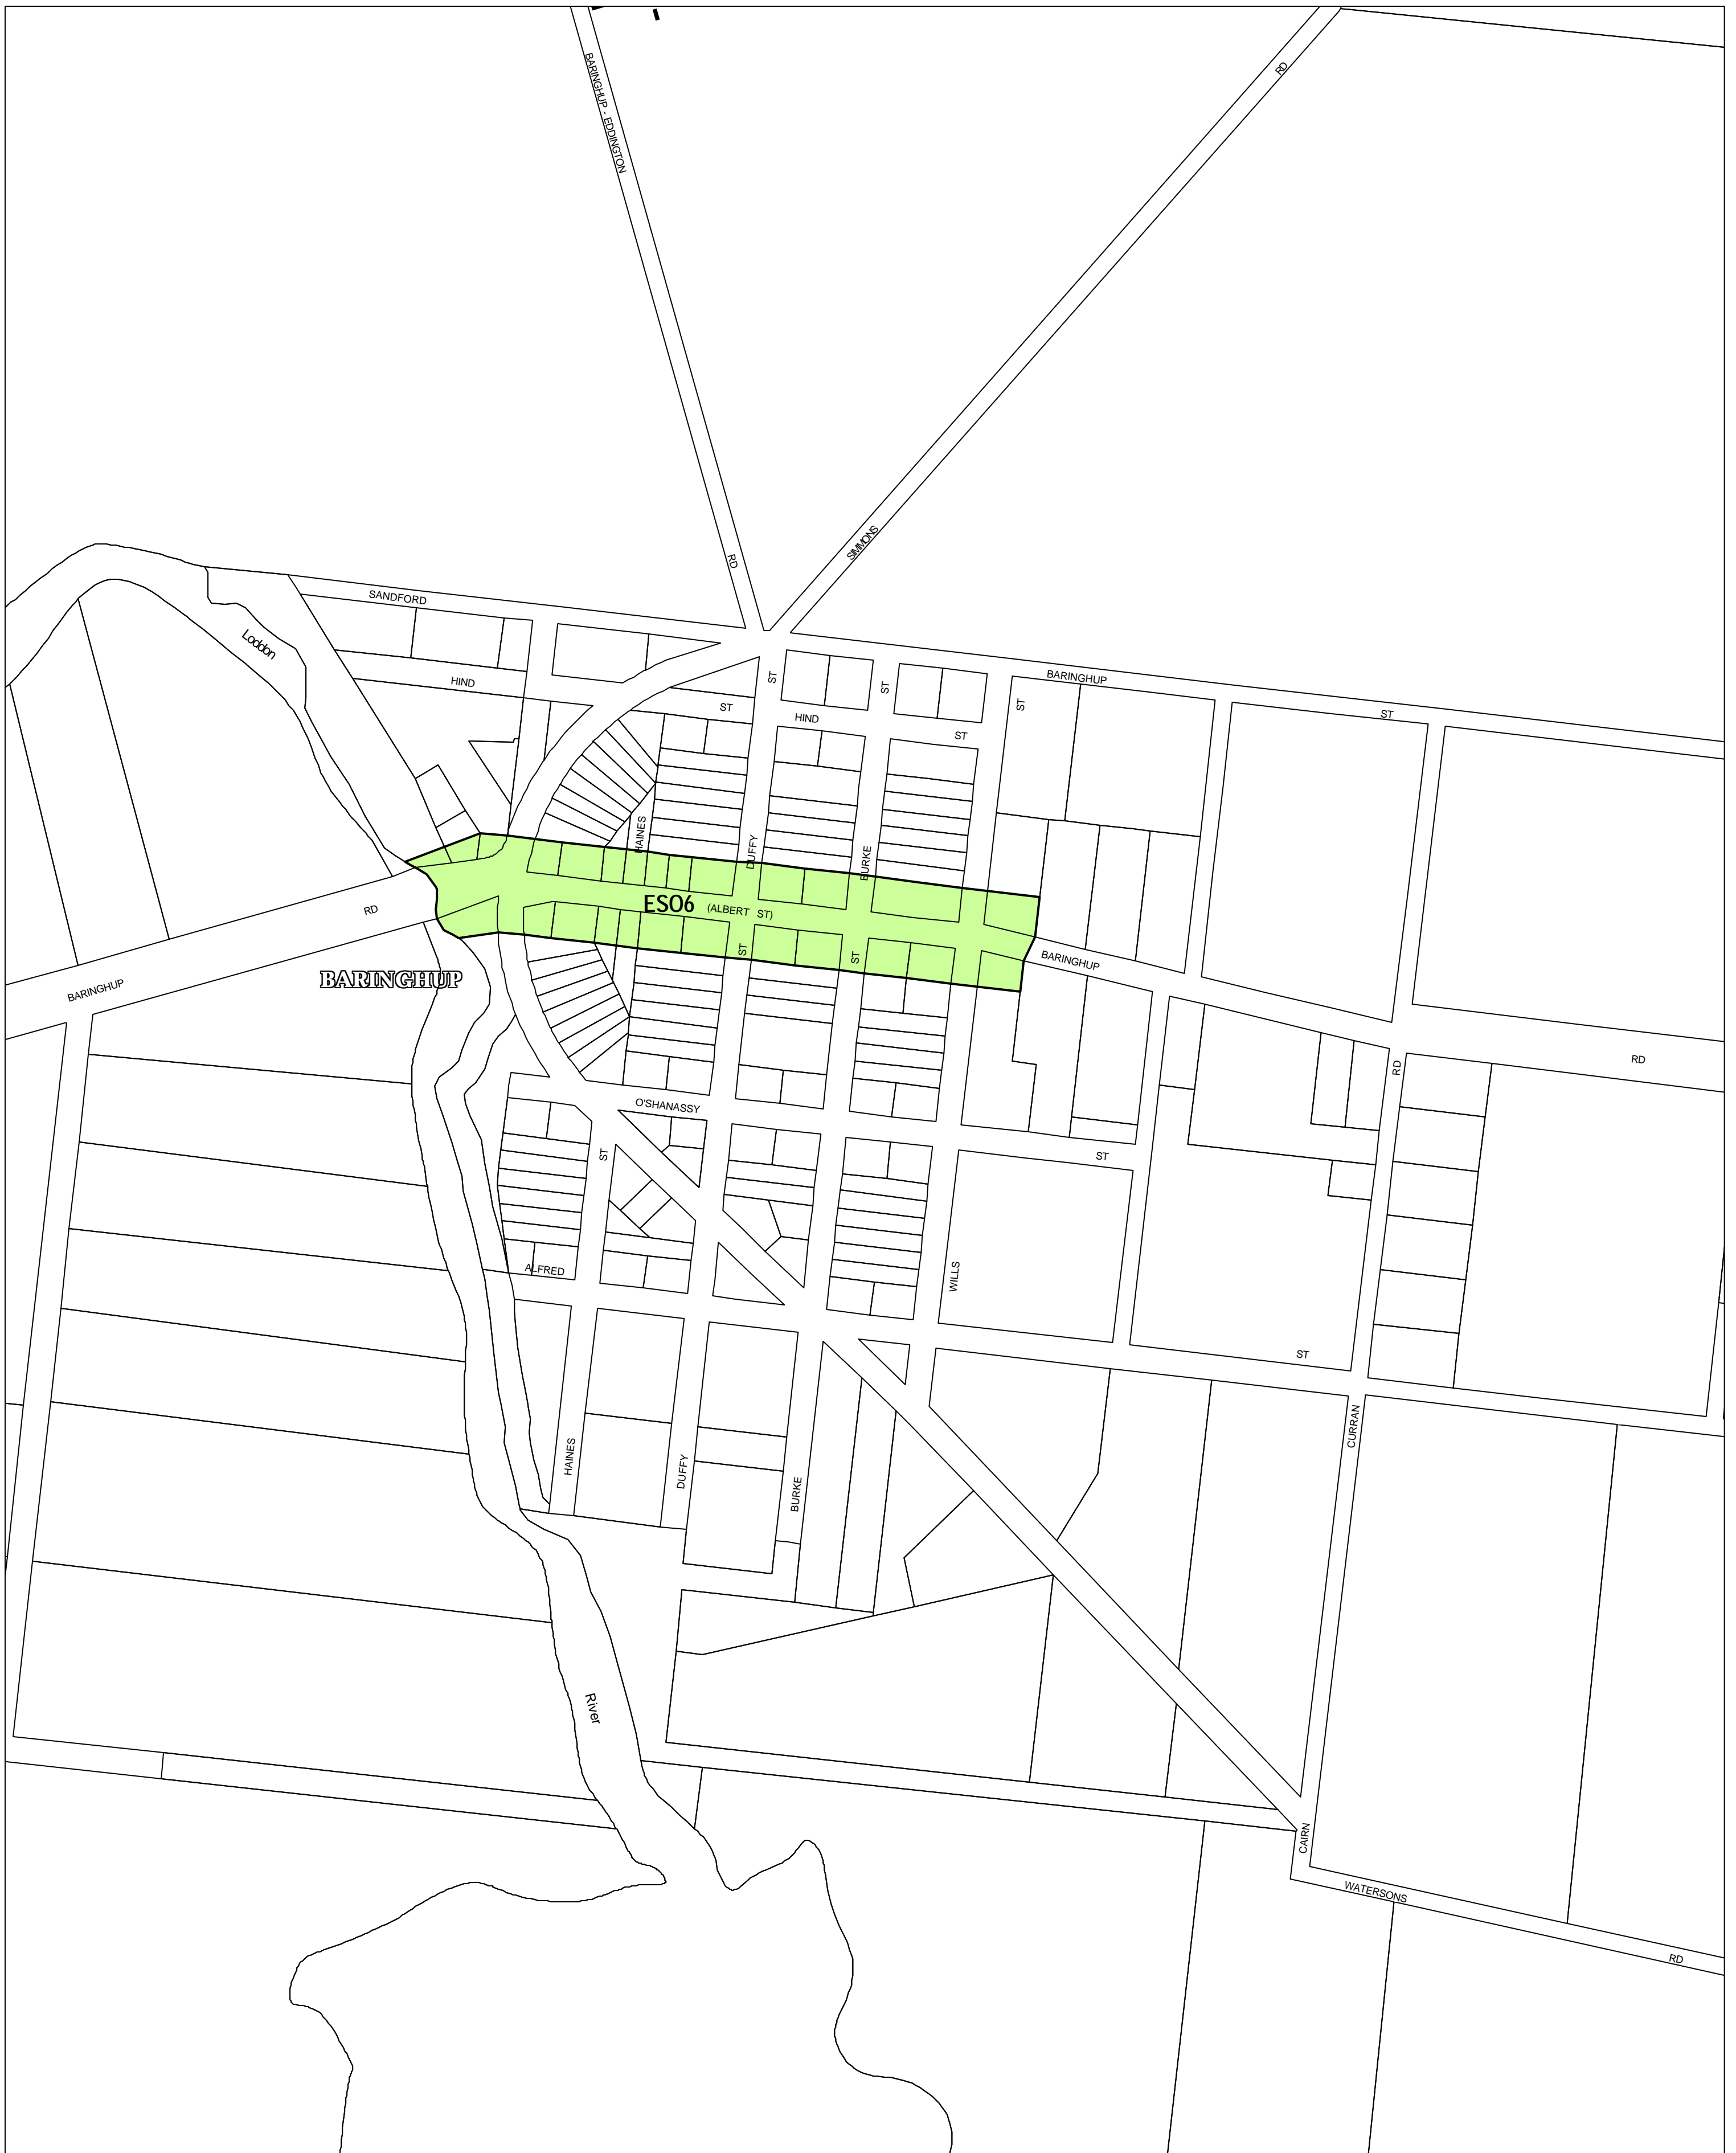 BARINGHUP - EDDINGTON
RD
RD
SIMMONS
SANDFORD
Loddon
HIND
ST
ST
ST
ST
BARINGHUP
ST
HIND
ST
HAINES
DUFFY
BURKE
ESO6
(ALBERT ST)
RD
ST
ST
BARINGHUP
BARINGHUP
BARINGHUP
RD
RD
O'SHANASSY
ST
ST
ALFRED
WILLS
ST
CURRAN
HAINES
DUFFY
BURKE
River
CAIRN
WATERSONS
RD